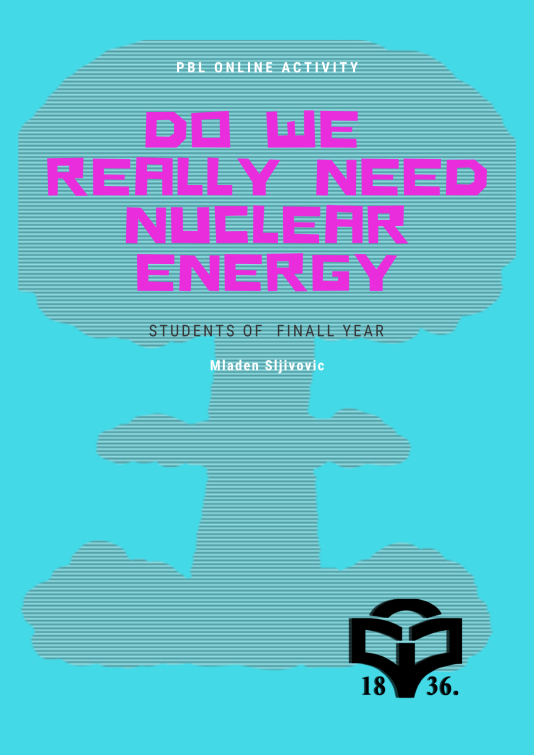 PBL ONLINE ACTIVITY
DO WE
REALLY NEED
NUCLEAR
ENERGY
STUDENTS OF FINALL YEAR
Mladen Sljivovic
18 36.